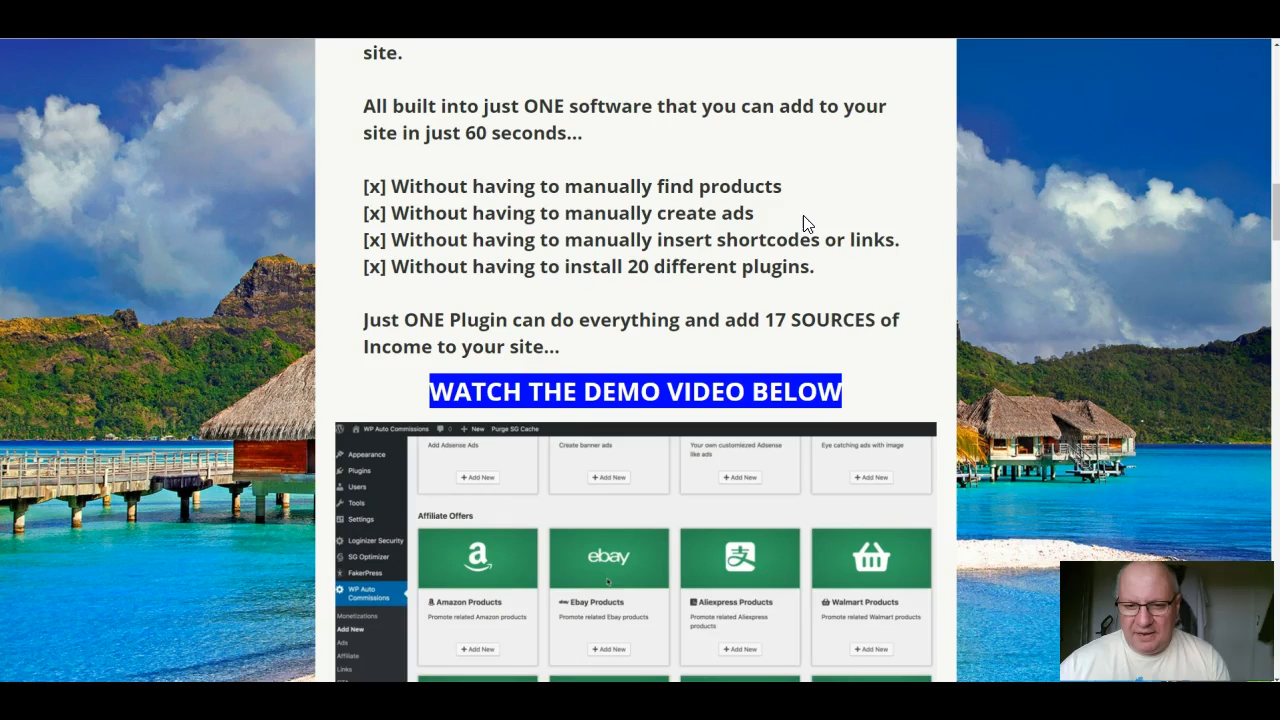 site.
All built into just ONE software that you can add to your
site in just 60 seconds...
[x] Without having to manually find products
[x] Without having to manually create ads
[x] Without having to manually insert shortcodes or links.
[x] Without having to install 20 different plugins.
Just ONE Plugin can do everything and add 17 SOURCES of
Income to your site...
WATCH THE DEMO VIDEO BELOW
WP Auto Commissions 0 + New Purge SG Cache
Appearance
Plugins
Users
Tools
Settings
Loginizer Security
SG Optimizer
FakerPress
WP Auto
Commissions
Monetizations
Add New
Ads
Affiliate
Links
Add Adsense Ads
Create banner ads
Your own customiezed Adsense
like ads
Eye catching ads with image
+ Add New
+ Add New
+ Add New
+ Add New
Affiliate Offers
a
ebay
支
Amazon Products
Ebay Products
Aliexpress Products
Walmart Products
Promote related Amazon products
Promote related Ebay products
Promote related Aliexpress
products
Promote related Walmart products
+ Add New
+ Add New
+ Add New
+ Add New